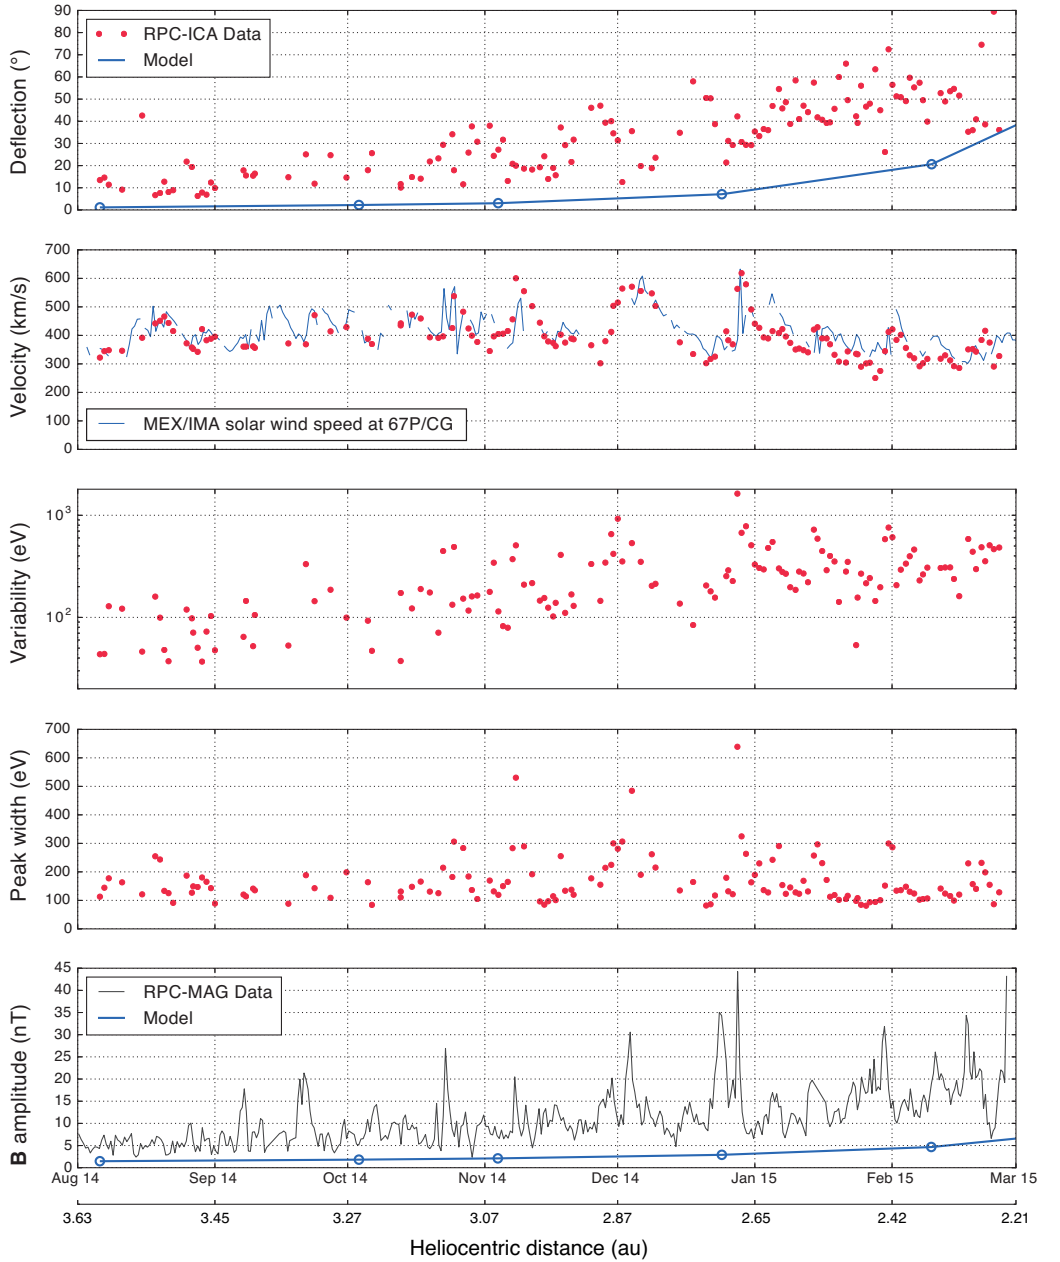 90
80
70
60
50
40
30
20
10
0
Deflection (°)
RPC-ICA Data
Model
700
600
500
400
300
200
100
0
Velocity (km/s)
MEX/IMA solar wind speed at 67P/CG
10³
10²
Variability (eV)
700
600
500
400
300
200
100
0
Peak width (eV)
45
40
35
30
25
20
15
10
5
0
B amplitude (nT)
RPC-MAG Data
Model
Aug 14 Sep 14 Oct 14 Nov 14 Dec 14 Jan 15 Feb 15 Mar 15
3.63 3.45 3.27 3.07 2.87 2.65 2.42 2.21
Heliocentric distance (au)